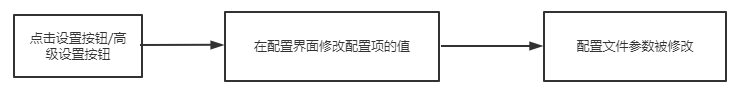 点击设置按钮/高
级设置按钮
在配置界面修改配置项的值
配置文件参数被修改